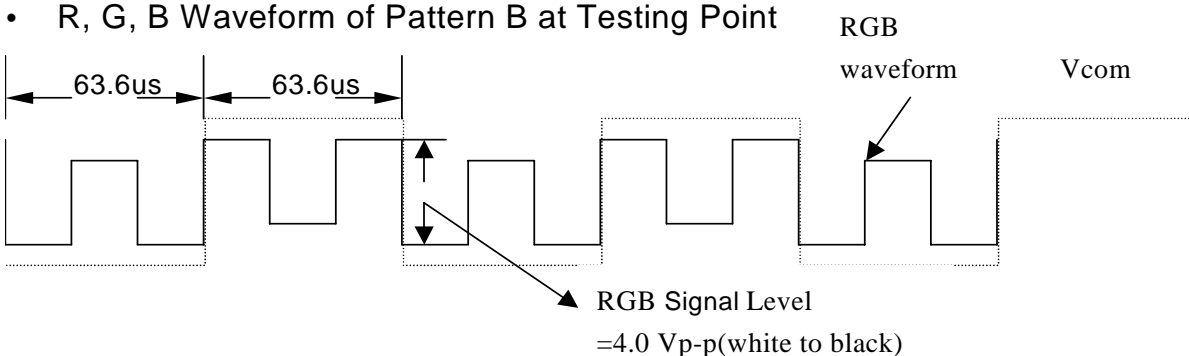 • R, G, B Waveform of Pattern B at Testing Point
RGB
waveform
Vcom
63.6us
63.6us
RGB Signal Level
=4.0 Vp-p(white to black)